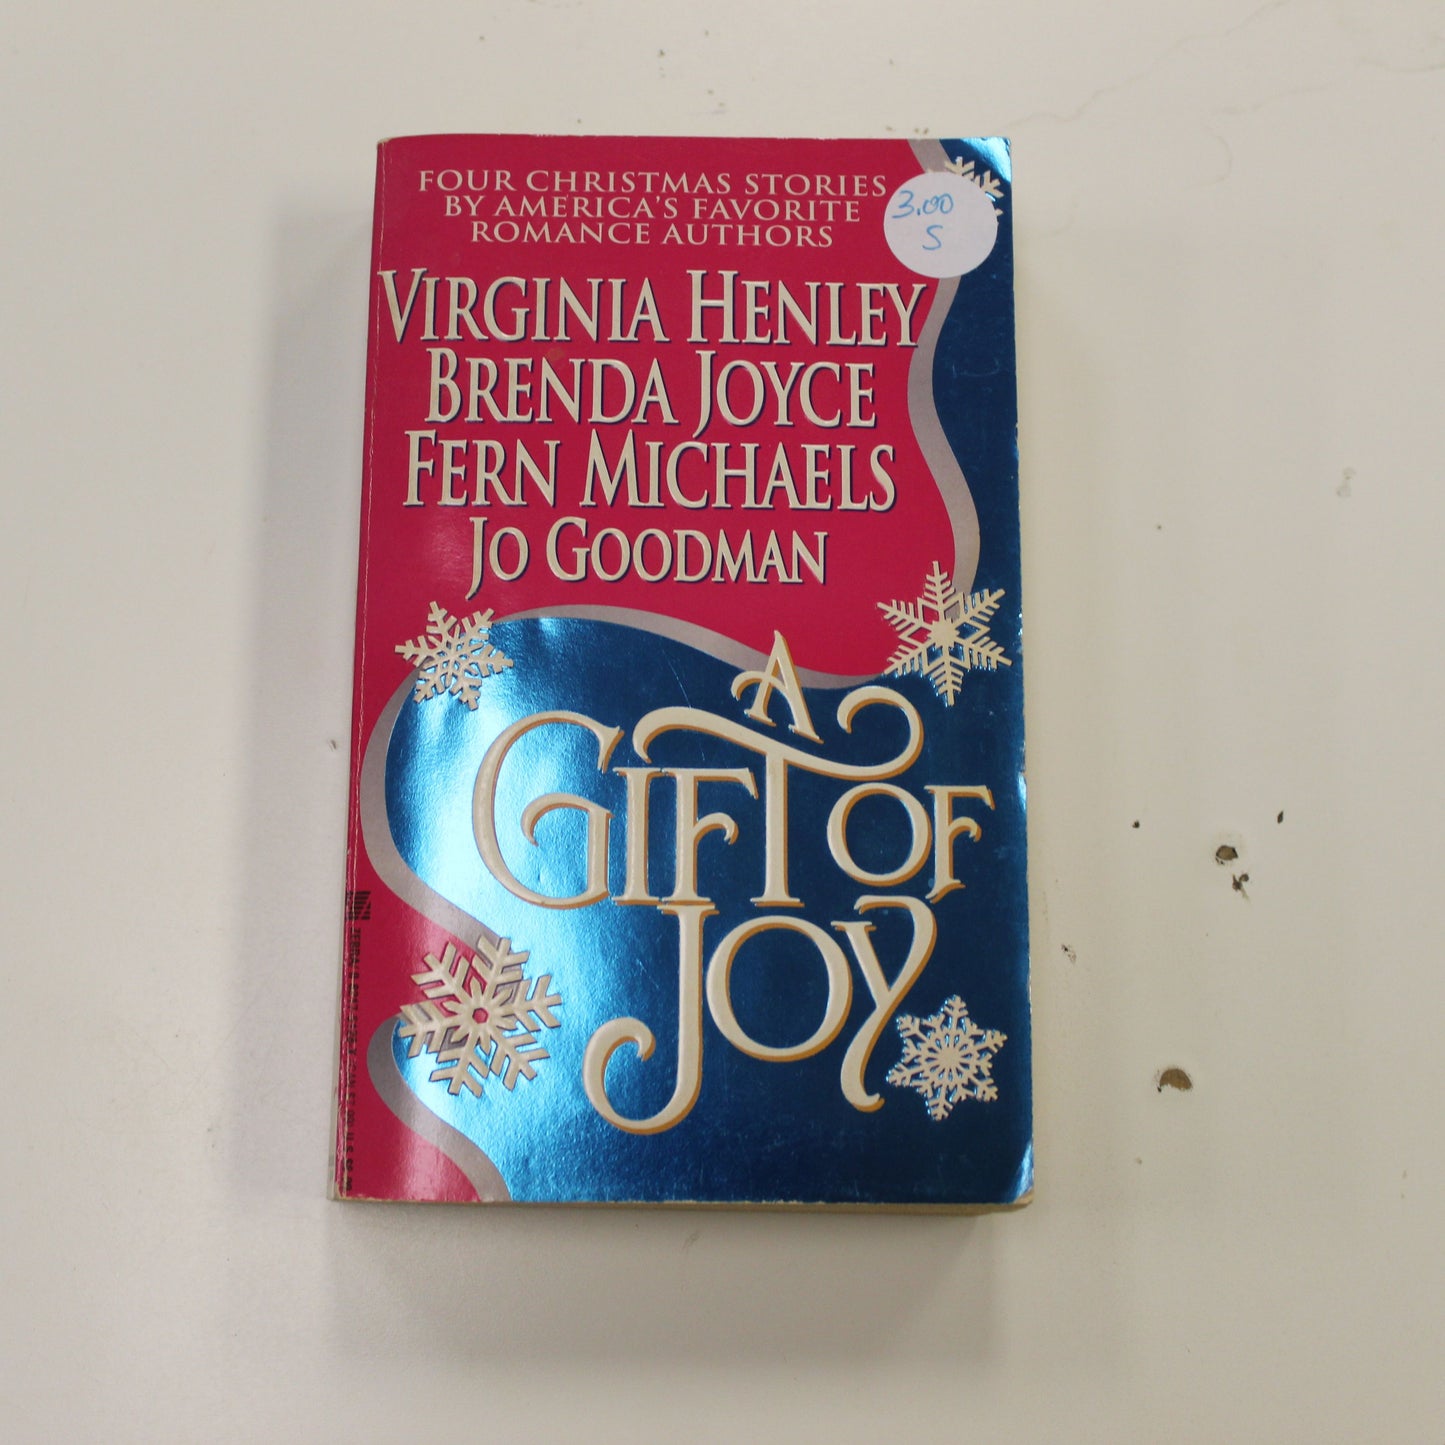 FOUR CHRISTMAS STORIES
BY AMERICA'S FAVORITE
ROMANCE AUTHORS
3.00
S
VIRGINIA HENLEY
BRENDA JOYCE
FERN MICHAELS
JO GOODMAN
A
GIFT OF
JOY